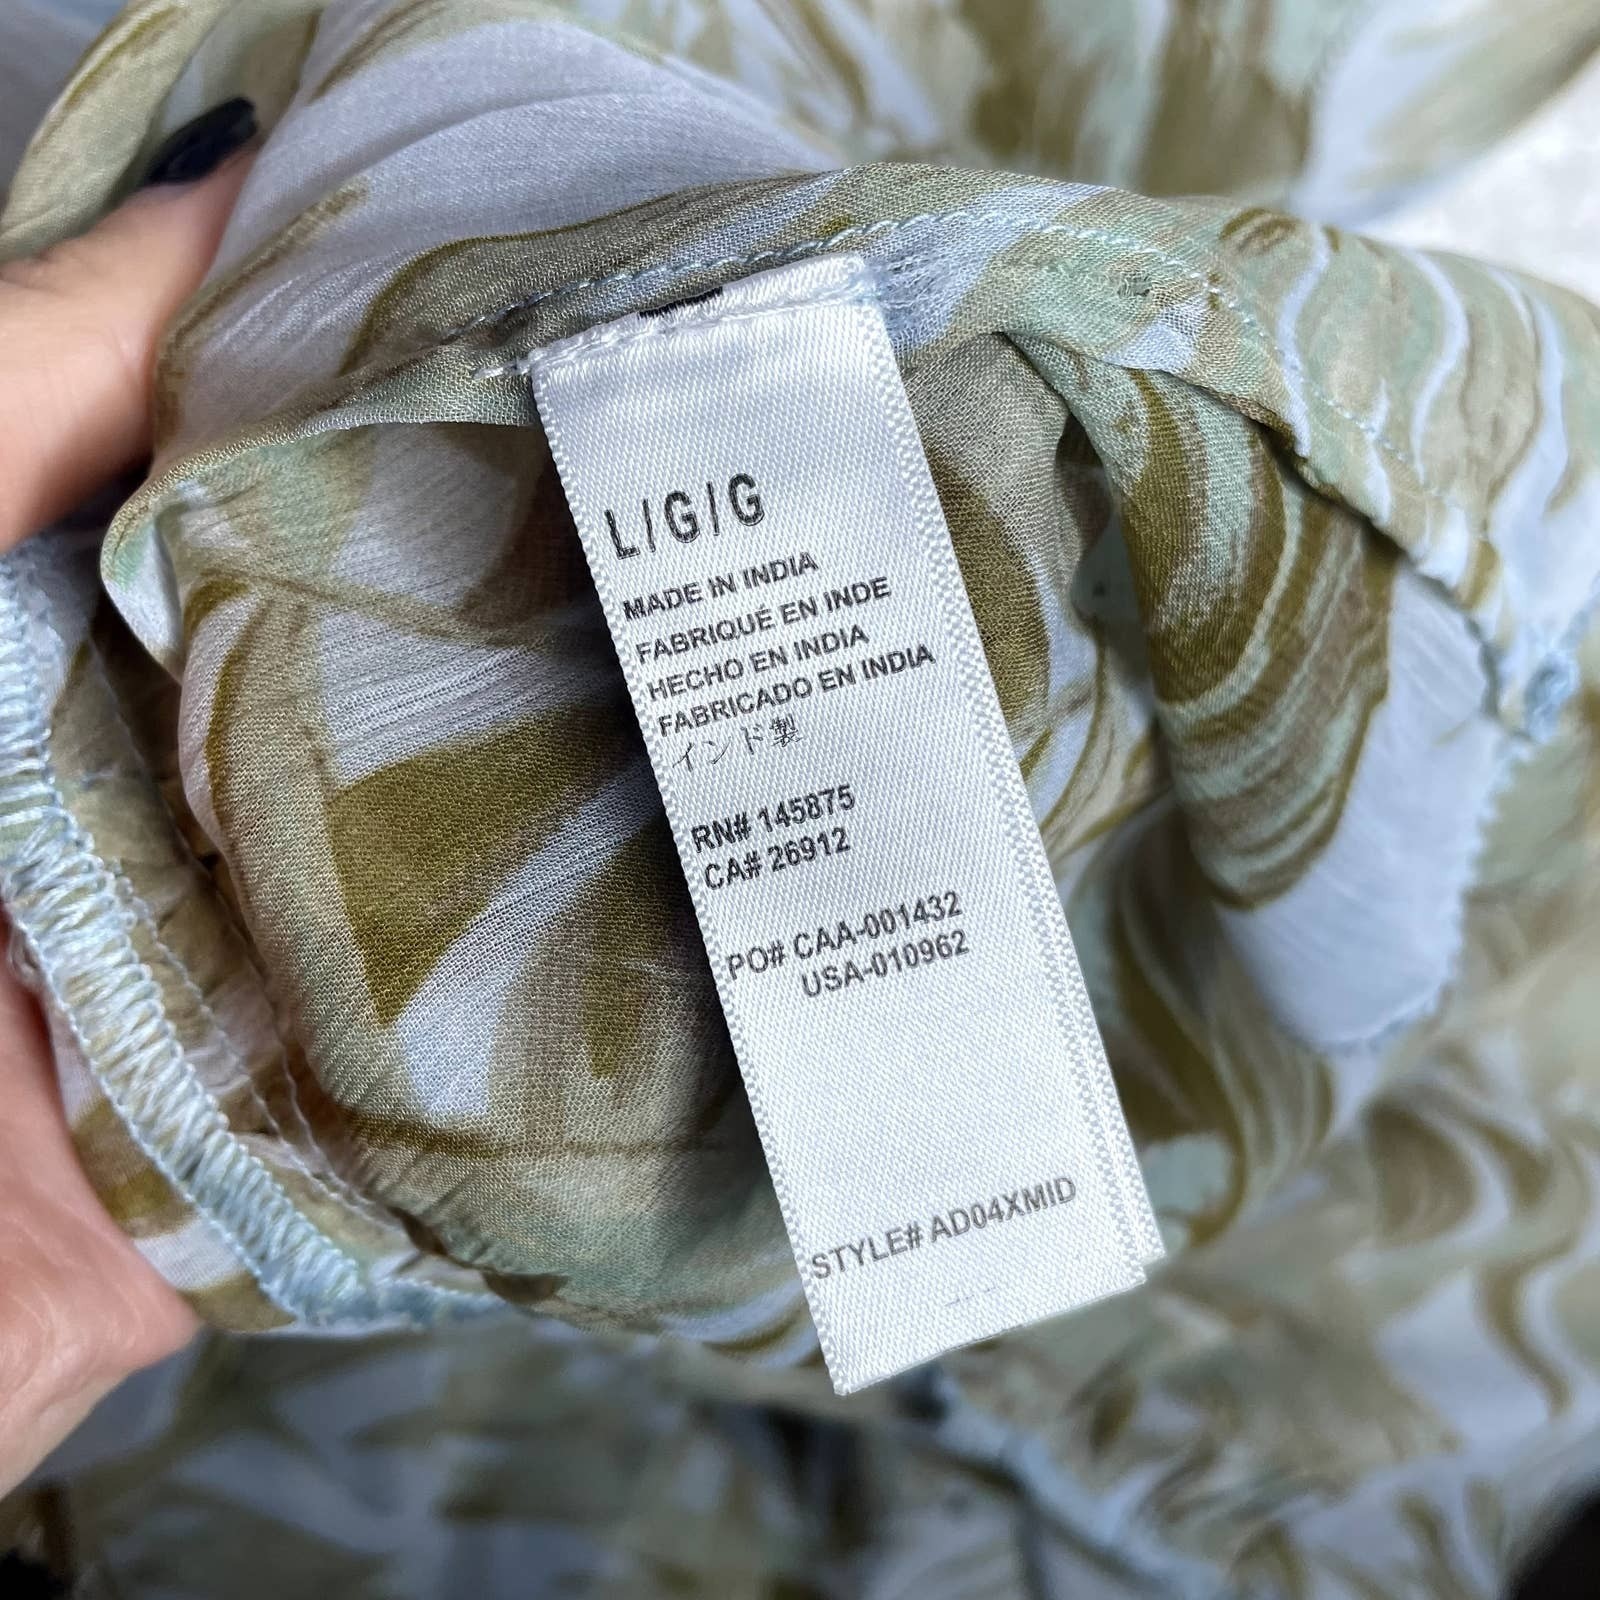 L/G/G
MADE IN INDIA
FABRIQUÉ EN INDE
HECHO EN INDIA
FABRICADO EN INDIA
インド製
RN# 145875
CA# 26912
PO# CAA-001432
USA-010962
STYLE# AD04XMID